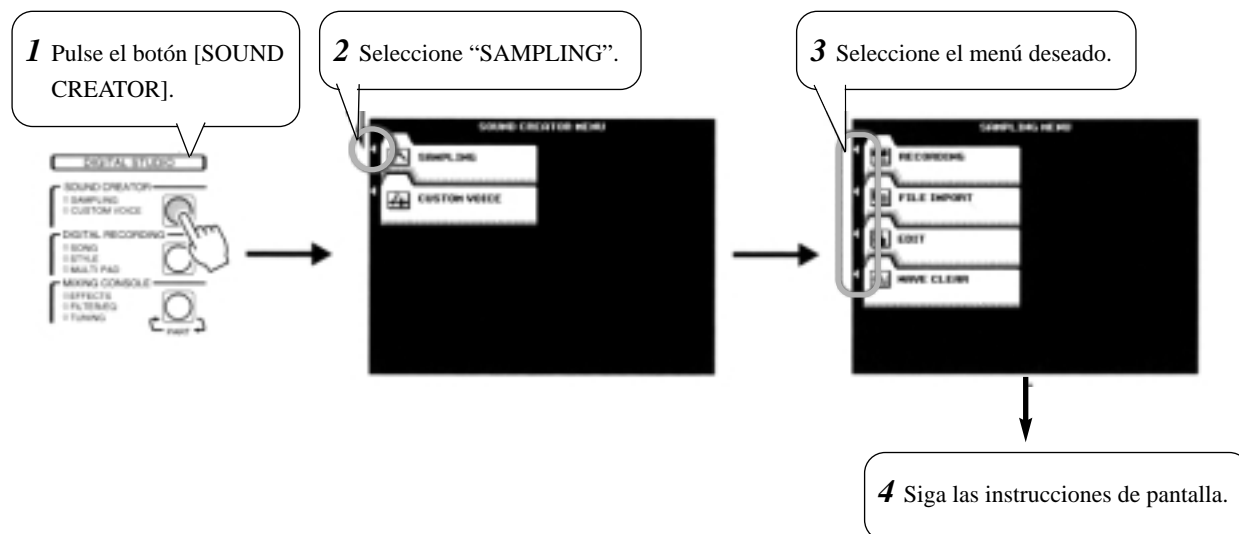 1 Pulse el botón [SOUND
CREATOR].
2 Seleccione “SAMPLING”.
3 Seleccione el menú deseado.
DIGITAL STUDIO
SOUND CREATOR
SAMPLING
CUSTOM VOICE
DIGITAL RECORDING
SONG
STYLE
MULTI PAD
MIXING CONSOLE
EFFECTS
FILTER/EQ
TUNING
PART
SOUND CREATOR MENU
SAMPLING
CUSTOM VOICE
SAMPLING MENU
RECORDING
FILE IMPORT
EDIT
WAVE CLEAR
4 Siga las instrucciones de pantalla.